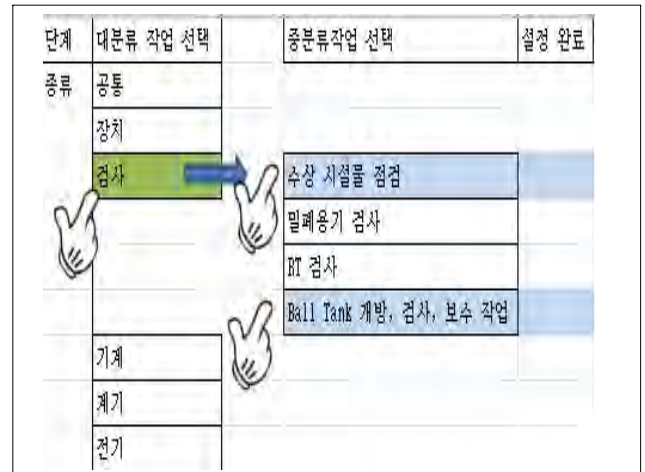 단계 대분류 작업 선택 중분류작업 선택 설정 완료
종류 공통
장치
검사 수상 시설물 점검
밀폐용기 검사
RT 검사
Ball Tank 개방, 검사, 보수 작업
기계
계기
전기